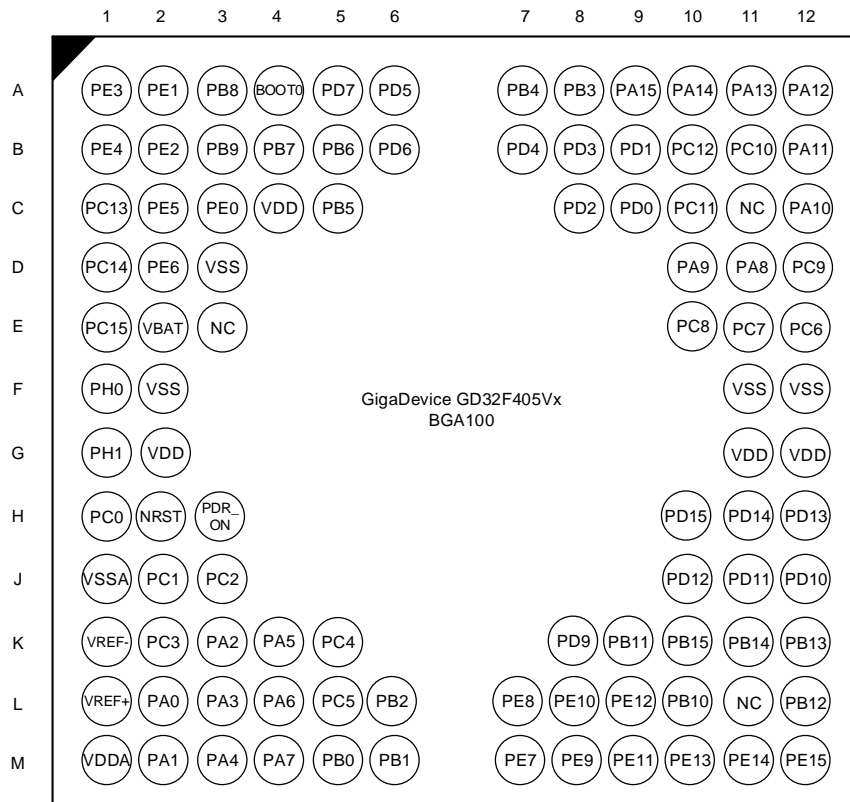 1 2 3 4 5 6 7 8 9 10 11 12
A PE3 PE1 PB8 BOOT0 PD7 PD5 PB4 PB3 PA15 PA14 PA13 PA12
B PE4 PE2 PB9 PB7 PB6 PD6 PD4 PD3 PD1 PC12 PC10 PA11
C PC13 PE5 PE0 VDD PB5 PD2 PD0 PC11 NC PA10
D PC14 PE6 VSS PA9 PA8 PC9
E PC15 VBAT NC PC8 PC7 PC6
F PH0 VSS VSS VSS
GigaDevice GD32F405Vx
BGA100
G PH1 VDD VDD VDD
H PC0 NRST PDR_ON PD15 PD14 PD13
J VSSA PC1 PC2 PD12 PD11 PD10
K VREF- PC3 PA2 PA5 PC4 PD9 PB11 PB15 PB14 PB13
L VREF+ PA0 PA3 PA6 PC5 PB2 PE8 PE10 PE12 PB10 NC PB12
M VDDA PA1 PA4 PA7 PB0 PB1 PE7 PE9 PE11 PE13 PE14 PE15